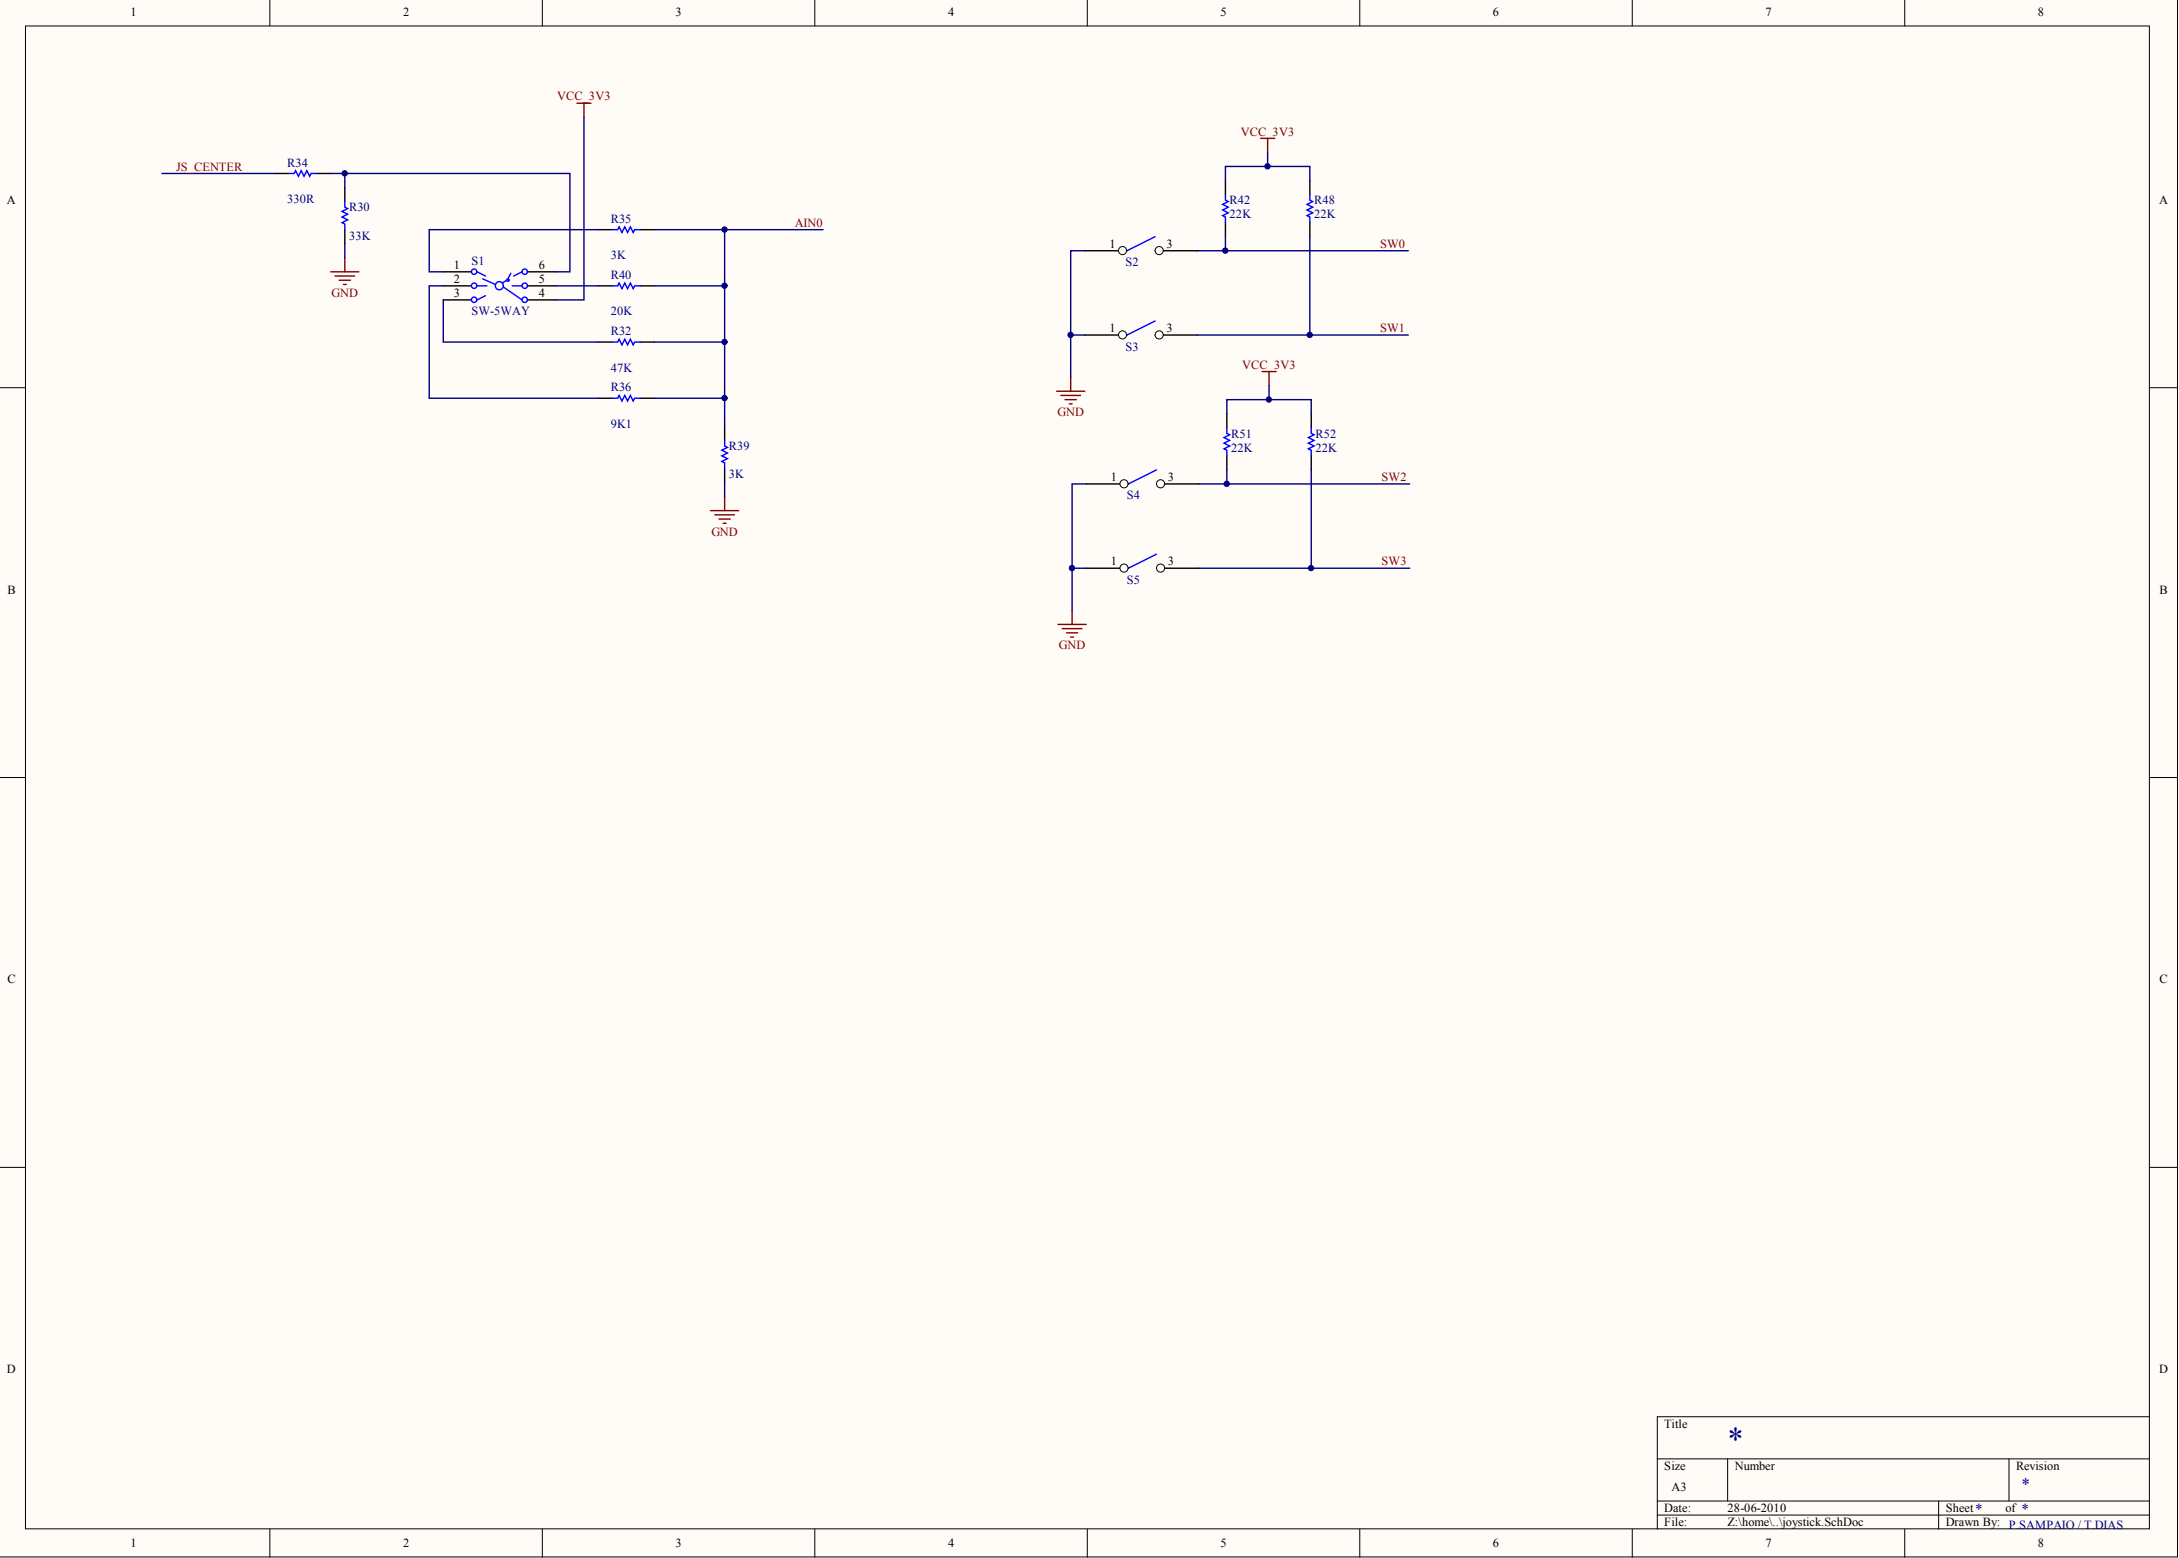 1 2 3 4 5 6 7 8
A A
B B
C C
D D
VCC_3V3
JS_CENTER
R34
330R
R30
33K
GND
R35
3K
AIN0
S1
1 6
2 5
3 4
SW-5WAY
R40
20K
R32
47K
R36
9K1
R39
3K
GND
VCC_3V3
R42
22K
R48
22K
1 3 SW0
S2
1 3 SW1
S3
GND
VCC_3V3
R51
22K
R52
22K
1 3 SW2
S4
1 3 SW3
S5
GND
Title
*
Size Number Revision
A3 *
Date: 28-06-2010 Sheet * of *
File: Z:\home\..\joystick.SchDoc Drawn By: P.SAMPAIO / T.DIAS
1 2 3 4 5 6 7 8